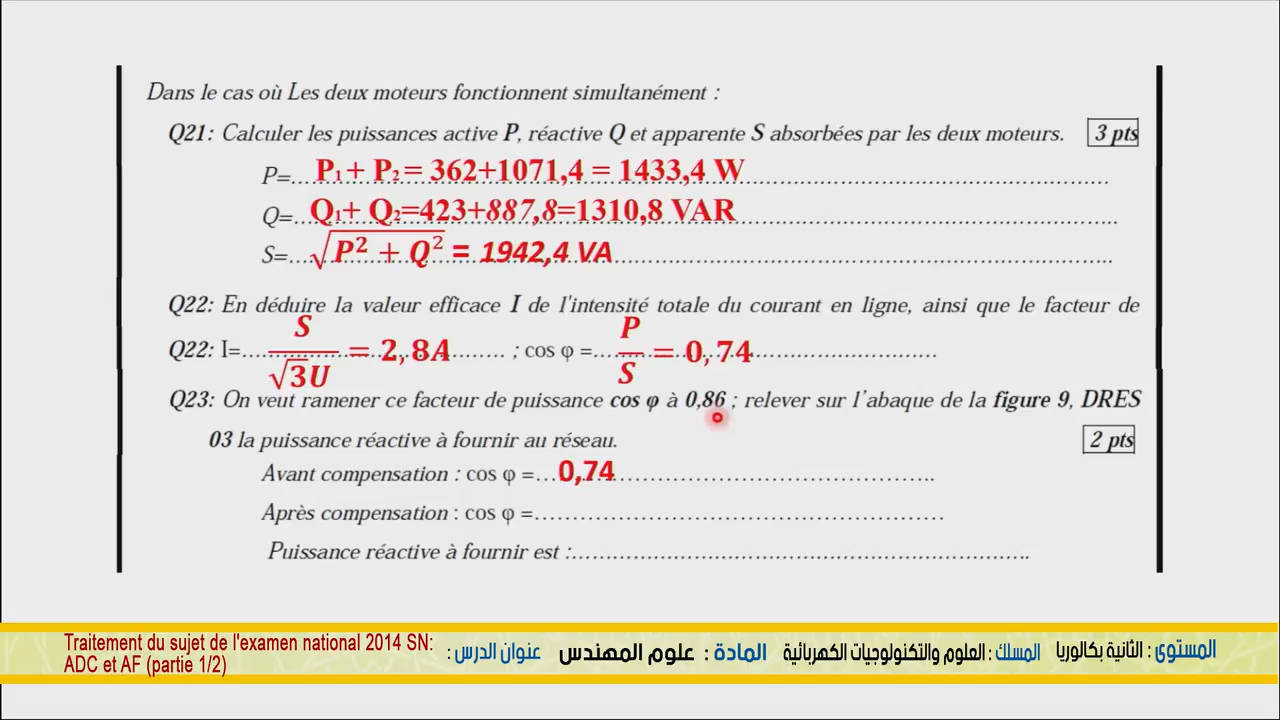 Dans le cas où Les deux moteurs fonctionnent simultanément :
Q21: Calculer les puissances active P, réactive Q et apparente S absorbées par les deux moteurs. 3 pts
P=... P₁ + P₂ = 362+1071,4 = 1433,4 W
Q=... Q₁+ Q₂=423+887,8=1310,8 VAR
S=... √(P² + Q²) = 1942,4 VA
Q22: En déduire la valeur efficace I de l'intensité totale du courant en ligne, ainsi que le facteur de
Q22: I=... S/(√3U) = 2,8A ... ; cos φ =... P/S = 0,74
Q23: On veut ramener ce facteur de puissance cos φ à 0,86 ; relever sur l'abaque de la figure 9, DRES
03 la puissance réactive à fournir au réseau. 2 pts
Avant compensation : cos φ =... 0,74
Après compensation : cos φ =...
Puissance réactive à fournir est :...
Traitement du sujet de l'examen national 2014 SN:
ADC et AF (partie 1/2)
المستوى : الثانية بكالوريا المسلك : العلوم والتكنولوجيات الكهربائية المادة : علوم المهندس عنوان الدرس :